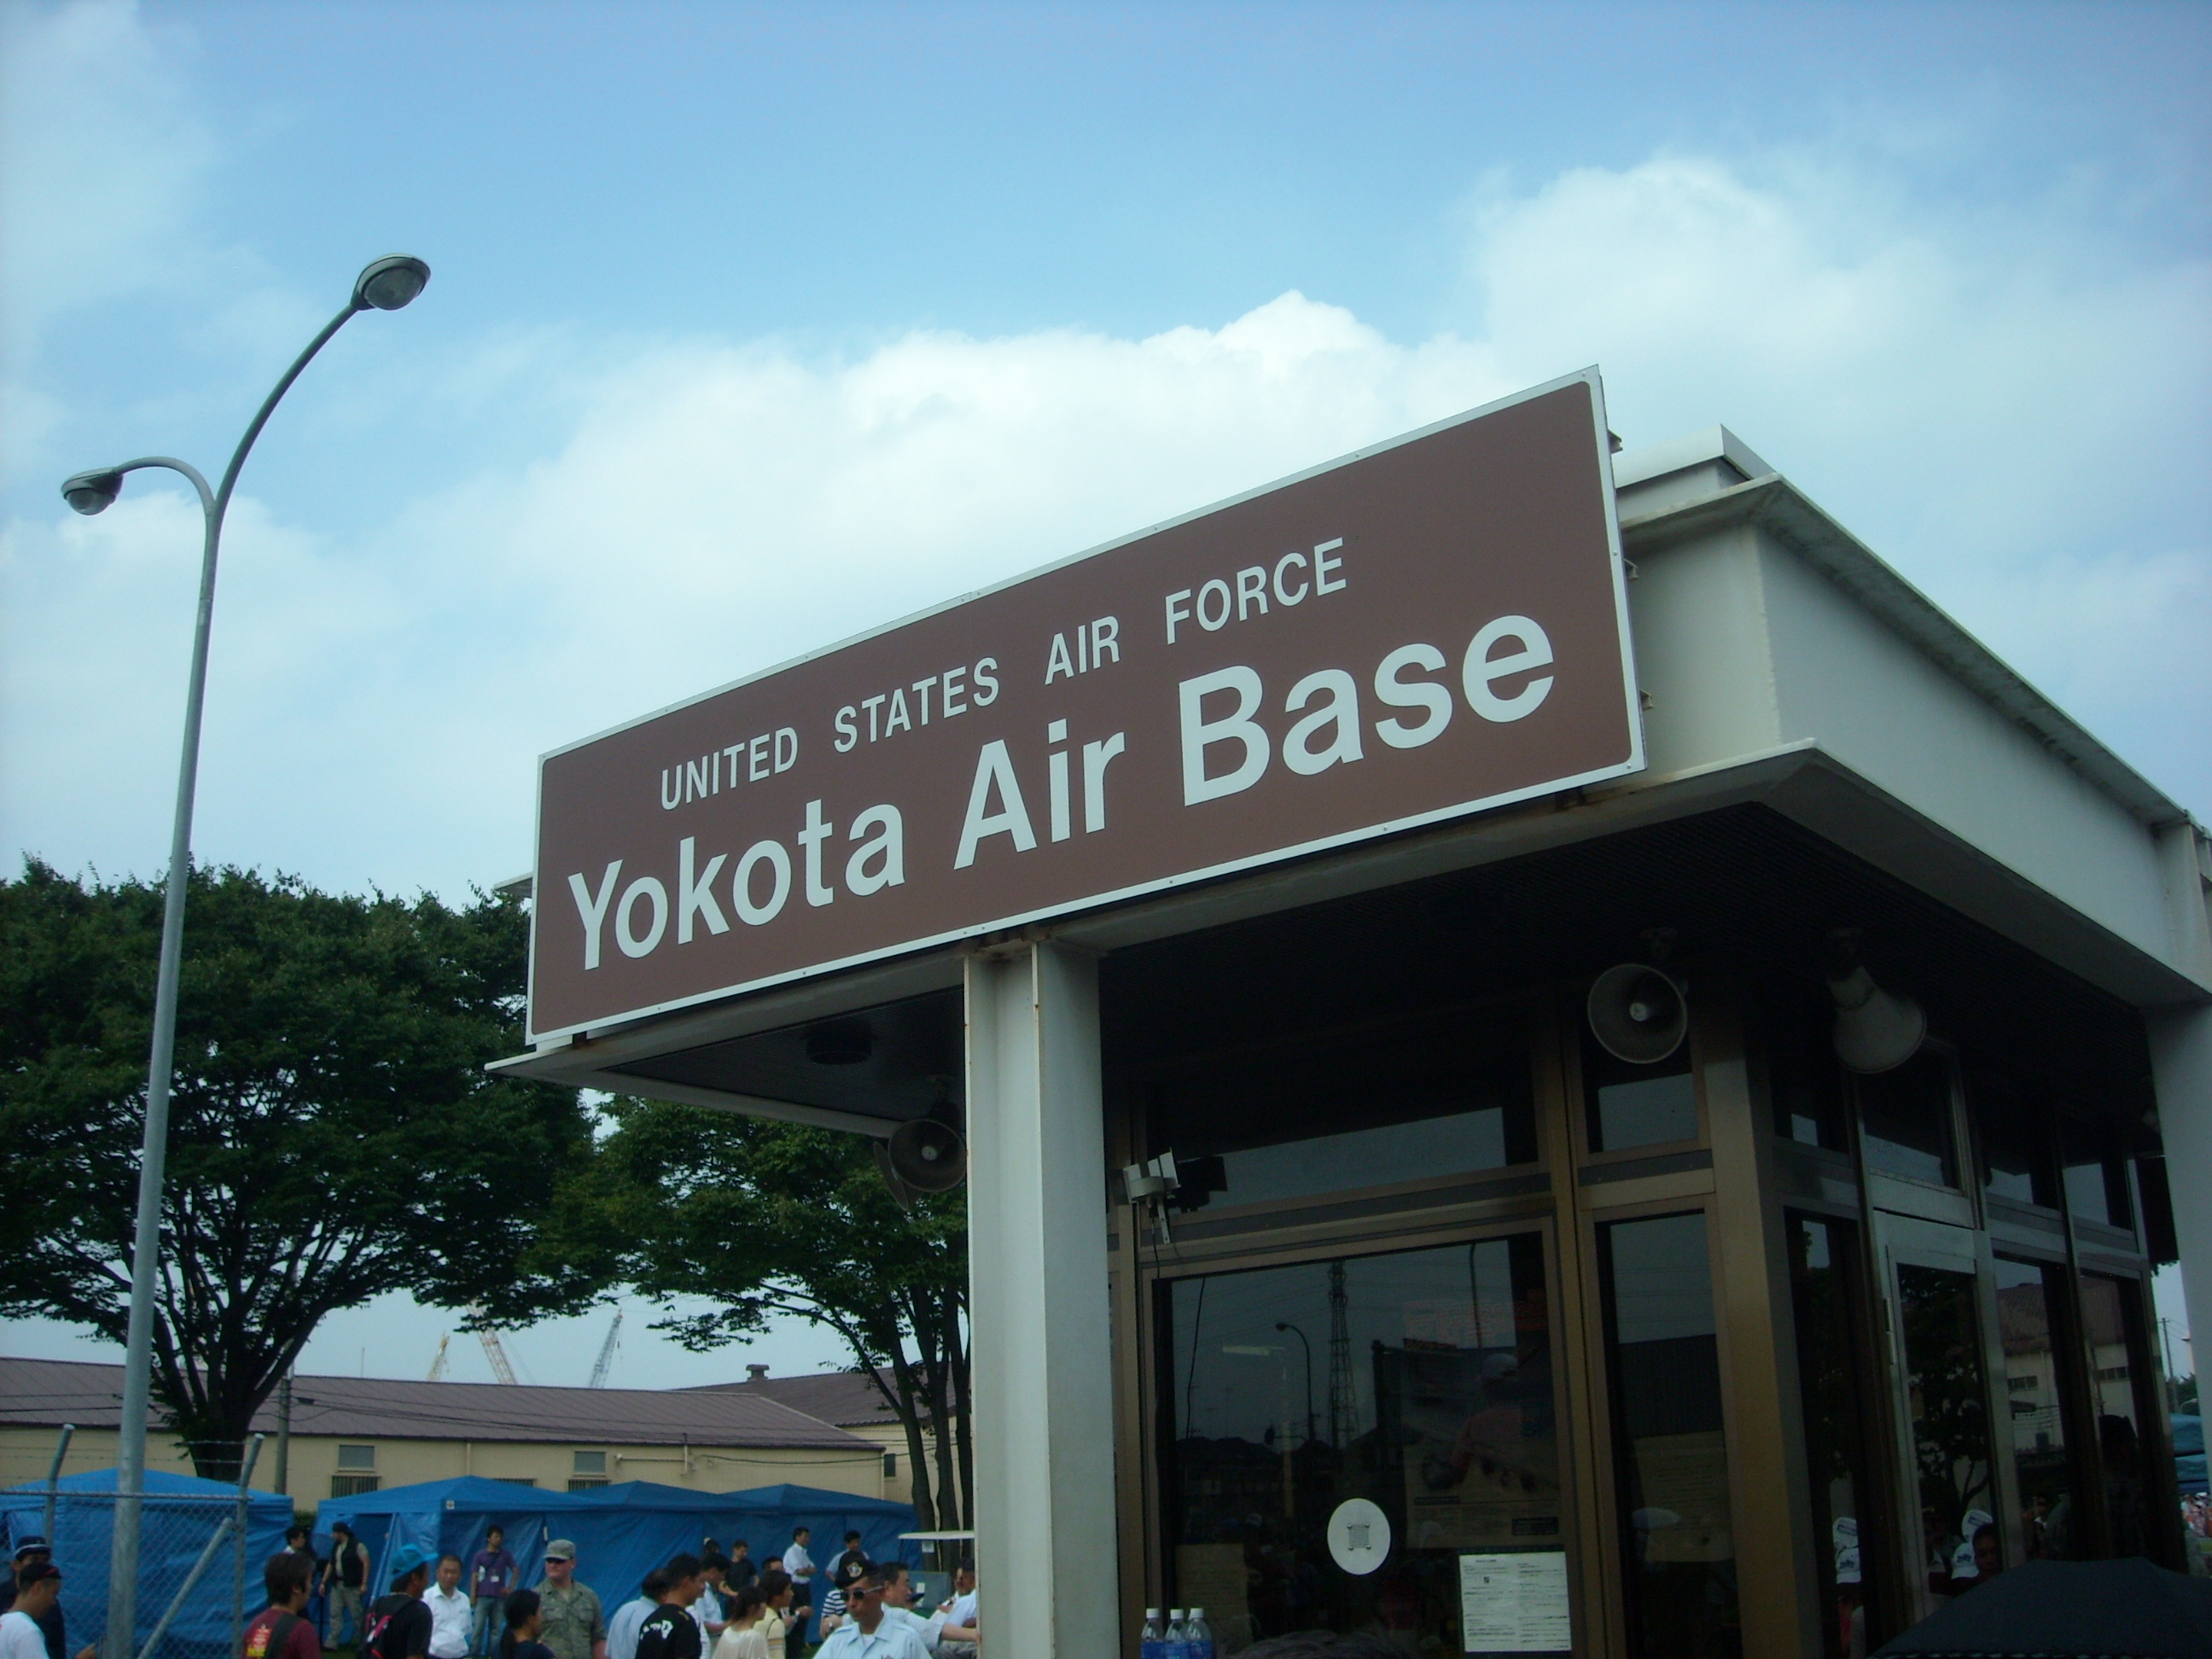 UNITED STATES AIR FORCE
Yokota Air Base